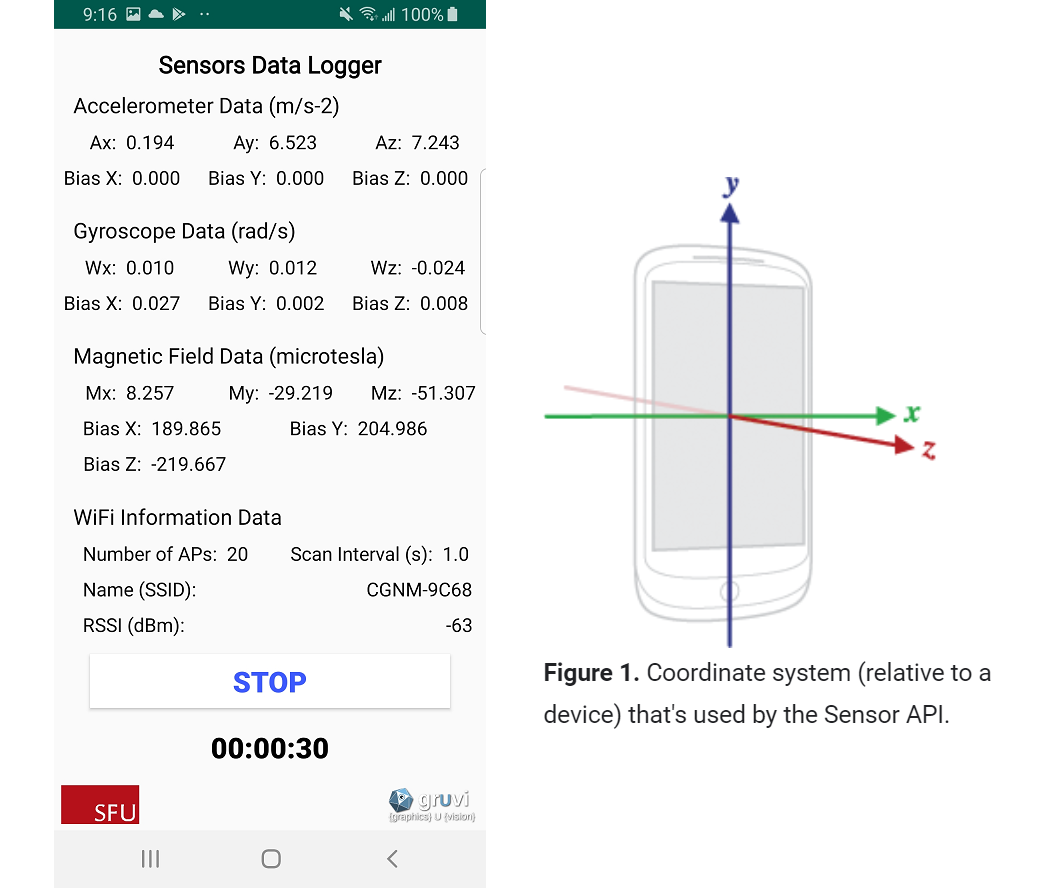 9:16 100%
Sensors Data Logger
Accelerometer Data (m/s-2)
Ax: 0.194 Ay: 6.523 Az: 7.243
Bias X: 0.000 Bias Y: 0.000 Bias Z: 0.000
Gyroscope Data (rad/s)
Wx: 0.010 Wy: 0.012 Wz: -0.024
Bias X: 0.027 Bias Y: 0.002 Bias Z: 0.008
Magnetic Field Data (microtesla)
Mx: 8.257 My: -29.219 Mz: -51.307
Bias X: 189.865 Bias Y: 204.986
Bias Z: -219.667
WiFi Information Data
Number of APs: 20 Scan Interval (s): 1.0
Name (SSID): CGNM-9C68
RSSI (dBm): -63
STOP
00:00:30
SFU
gruvi
{graphics} U {vision}
y
x
z
Figure 1. Coordinate system (relative to a
device) that's used by the Sensor API.